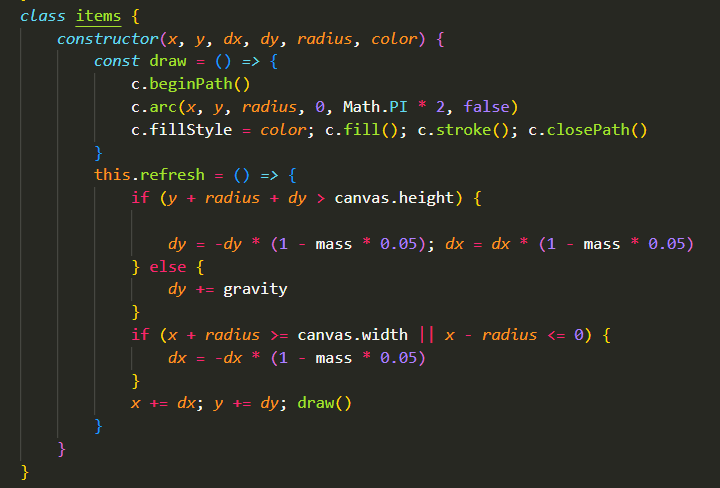 class items {
constructor(x, y, dx, dy, radius, color) {
const draw = () => {
c.beginPath()
c.arc(x, y, radius, 0, Math.PI * 2, false)
c.fillStyle = color; c.fill(); c.stroke(); c.closePath()
}
this.refresh = () => {
if (y + radius + dy > canvas.height) {
dy = -dy * (1 - mass * 0.05); dx = dx * (1 - mass * 0.05)
} else {
dy += gravity
}
if (x + radius >= canvas.width || x - radius <= 0) {
dx = -dx * (1 - mass * 0.05)
}
x += dx; y += dy; draw()
}
}
}